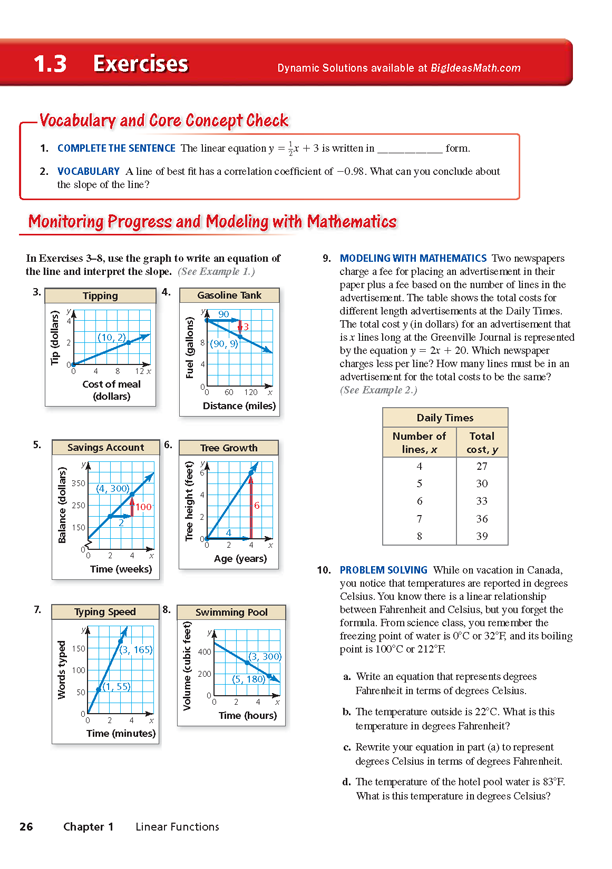 1.3 Exercises
Dynamic Solutions available at BigIdeasMath.com
Vocabulary and Core Concept Check
1. COMPLETE THE SENTENCE The linear equation y = 1/2 x + 3 is written in ____________ form.
2. VOCABULARY A line of best fit has a correlation coefficient of −0.98. What can you conclude about
the slope of the line?
Monitoring Progress and Modeling with Mathematics
In Exercises 3–8, use the graph to write an equation of
the line and interpret the slope. (See Example 1.)
3.
Tipping
Tip (dollars)
y
4
2
0
(10, 2)
0 4 8 12 x
Cost of meal
(dollars)
4.
Gasoline Tank
Fuel (gallons)
y
90
3
8
(90, 9)
4
0
0 60 120 x
Distance (miles)
5.
Savings Account
Balance (dollars)
y
350
(4, 300)
250
100
150
2
0
0 2 4 x
Time (weeks)
6.
Tree Growth
Tree height (feet)
y
6
4
6
2
4
0
0 2 4 x
Age (years)
7.
Typing Speed
Words typed
y
150
(3, 165)
100
50
(1, 55)
0
0 2 4 x
Time (minutes)
8.
Swimming Pool
Volume (cubic feet)
y
400
(3, 300)
200
(5, 180)
0
0 2 4 x
Time (hours)
9. MODELING WITH MATHEMATICS Two newspapers
charge a fee for placing an advertisement in their
paper plus a fee based on the number of lines in the
advertisement. The table shows the total costs for
different length advertisements at the Daily Times.
The total cost y (in dollars) for an advertisement that
is x lines long at the Greenville Journal is represented
by the equation y = 2x + 20. Which newspaper
charges less per line? How many lines must be in an
advertisement for the total costs to be the same?
(See Example 2.)
Daily Times
Number of lines, x Total cost, y
4 27
5 30
6 33
7 36
8 39
10. PROBLEM SOLVING While on vacation in Canada,
you notice that temperatures are reported in degrees
Celsius. You know there is a linear relationship
between Fahrenheit and Celsius, but you forget the
formula. From science class, you remember the
freezing point of water is 0°C or 32°F, and its boiling
point is 100°C or 212°F.
a. Write an equation that represents degrees
Fahrenheit in terms of degrees Celsius.
b. The temperature outside is 22°C. What is this
temperature in degrees Fahrenheit?
c. Rewrite your equation in part (a) to represent
degrees Celsius in terms of degrees Fahrenheit.
d. The temperature of the hotel pool water is 83°F.
What is this temperature in degrees Celsius?
26 Chapter 1 Linear Functions